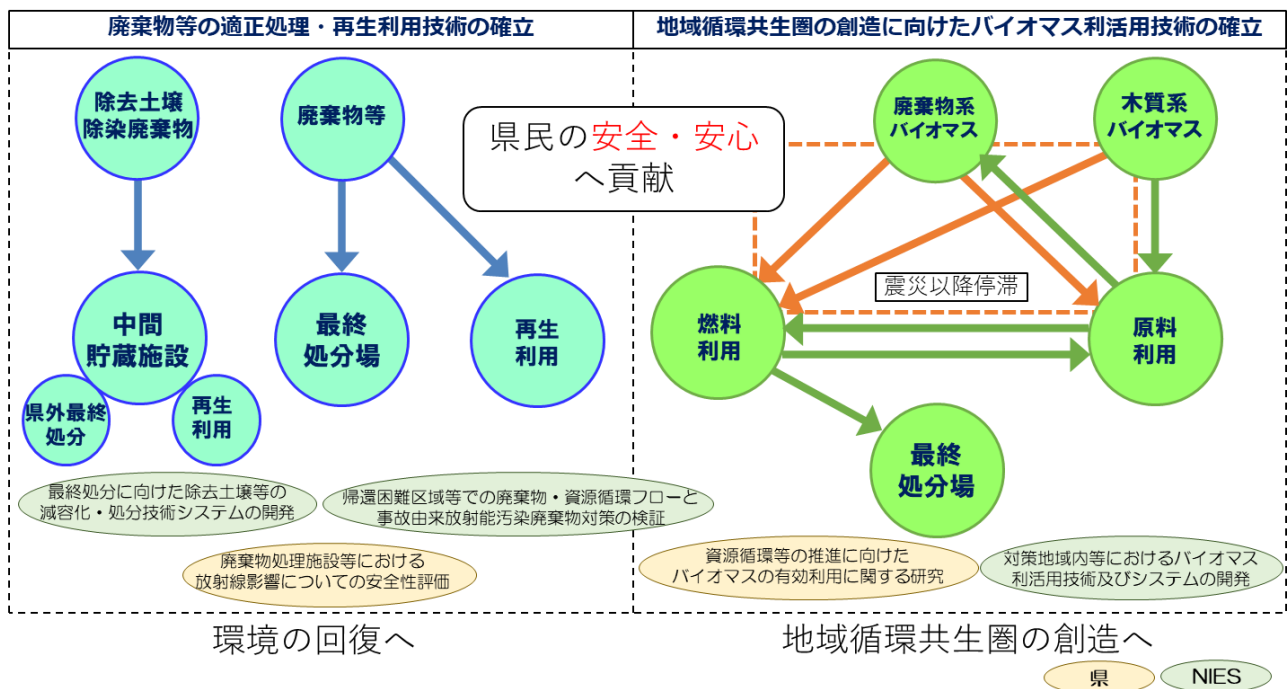 廃棄物等の適正処理・再生利用技術の確立
除去土壌
除染廃棄物
廃棄物等
中間
貯蔵施設
県外最終
処分
再生
利用
最終
処分場
再生
利用
最終処分に向けた除去土壌等の
減容化・処分技術システムの開発
帰還困難区域等での廃棄物・資源循環フローと
事故由来放射能汚染廃棄物対策の検証
廃棄物処理施設等における
放射線影響についての安全性評価
環境の回復へ
県民の安全・安心
へ貢献
地域循環共生圏の創造に向けたバイオマス利活用技術の確立
廃棄物系
バイオマス
木質系
バイオマス
震災以降停滞
燃料
利用
原料
利用
最終
処分場
資源循環等の推進に向けた
バイオマスの有効利用に関する研究
対策地域内等におけるバイオマス
利活用技術及びシステムの開発
地域循環共生圏の創造へ
県
NIES